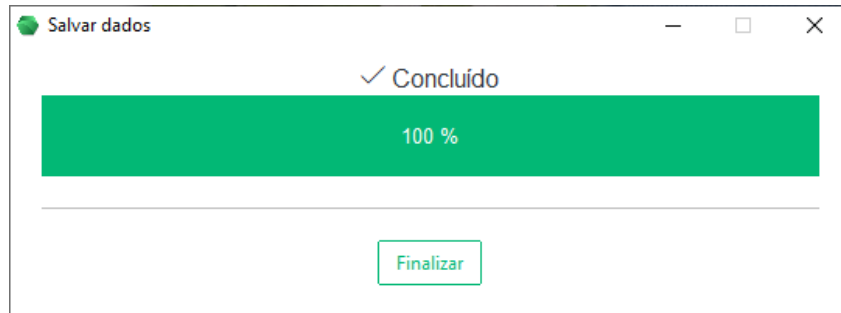 Salvar dados
✓ Concluído
100 %
Finalizar